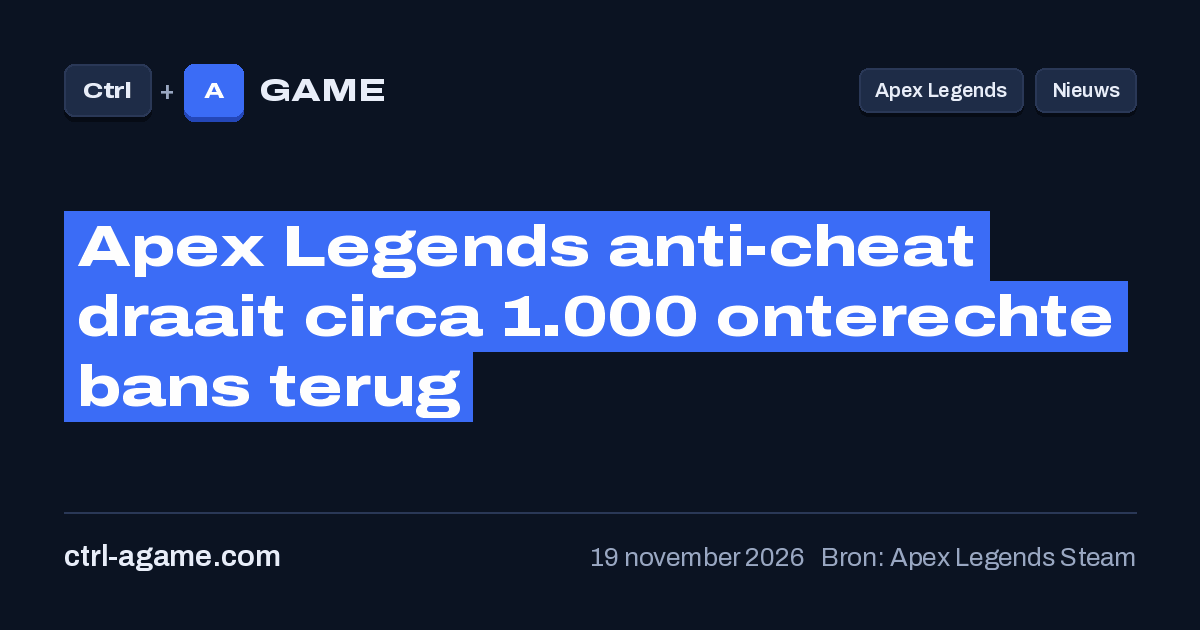 Ctrl + A GAME
Apex Legends
Nieuws
Apex Legends anti-cheat
draait circa 1.000 onterechte
bans terug
ctrl-agame.com
19 november 2026 Bron: Apex Legends Steam